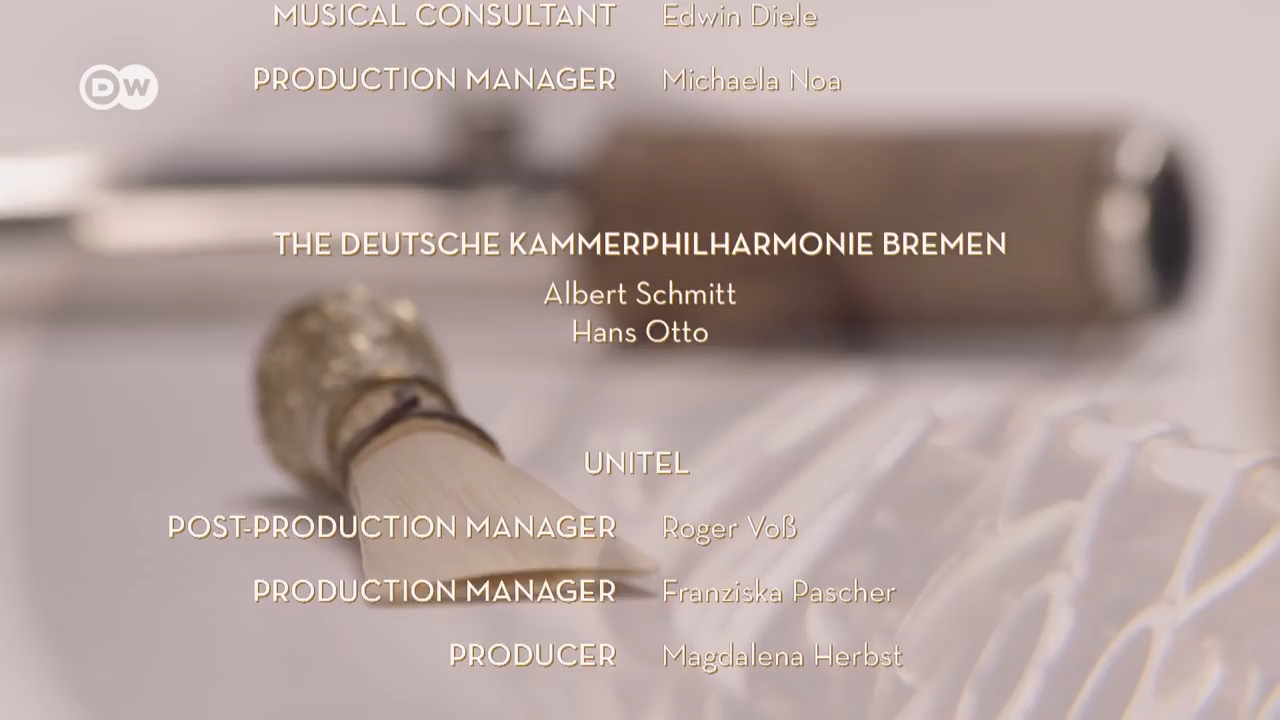 MUSICAL CONSULTANT Edwin Diele
DW
PRODUCTION MANAGER Michaela Noa
THE DEUTSCHE KAMMERPHILHARMONIE BREMEN
Albert Schmitt
Hans Otto
UNITEL
POST-PRODUCTION MANAGER Roger Voß
PRODUCTION MANAGER Franziska Pascher
PRODUCER Magdalena Herbst